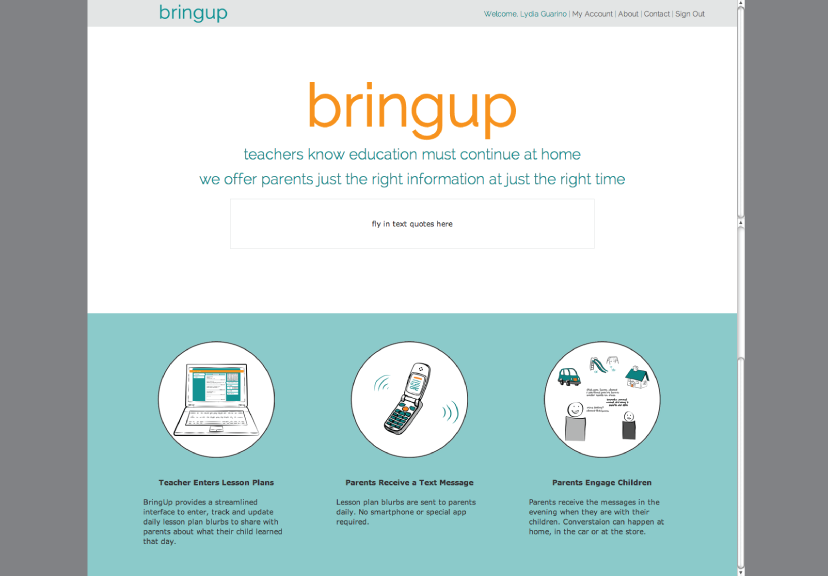 bringup
Welcome, Lydia Guarino | My Account | About | Contact | Sign Out
bringup
teachers know education must continue at home
we offer parents just the right information at just the right time
fly in text quotes here
Teacher Enters Lesson Plans
BringUp provides a streamlined
interface to enter, track and update
daily lesson plan blurbs to share with
parents about what their child learned
that day.
Parents Receive a Text Message
Lesson plan blurbs are sent to parents
daily. No smartphone or special app
required.
Parents Engage Children
Parents receive the messages in the
evening when they are with their
children. Converstaion can happen at
home, in the car or at the store.